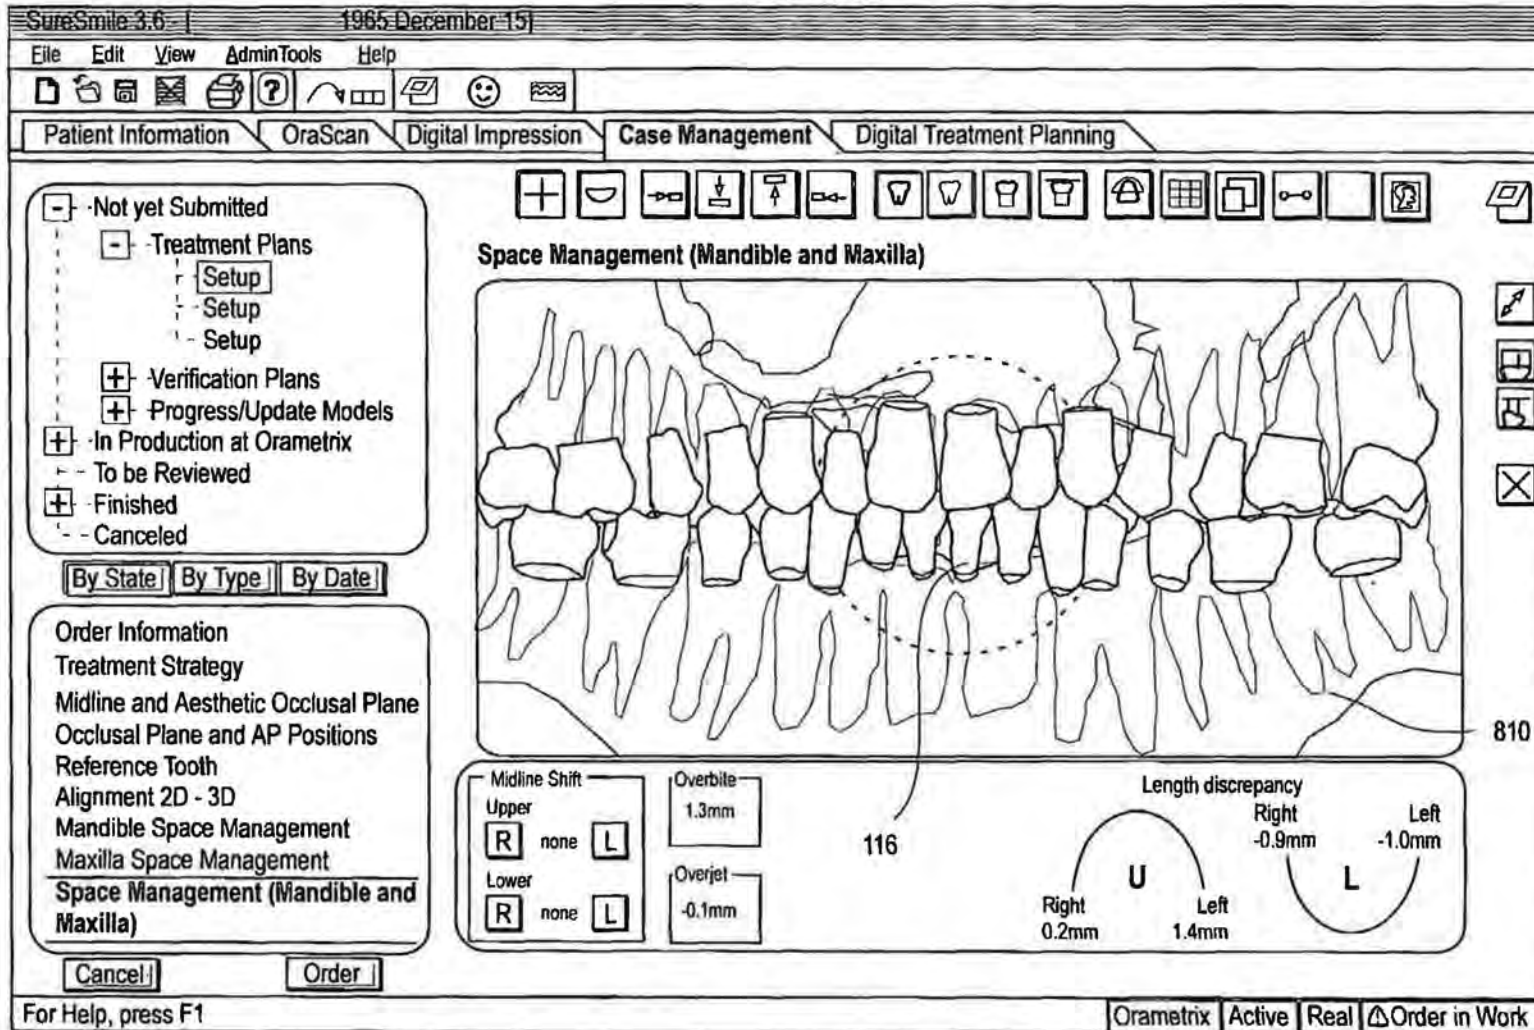 SureSmile 3.6 - [ 1965 December 15]
File Edit View AdminTools Help
?
Patient Information OraScan Digital Impression Case Management Digital Treatment Planning
- Not yet Submitted
- Treatment Plans
Setup
Setup
Setup
+ Verification Plans
+ Progress/Update Models
+ In Production at Orametrix
To be Reviewed
+ Finished
Canceled
By State By Type By Date
Order Information
Treatment Strategy
Midline and Aesthetic Occlusal Plane
Occlusal Plane and AP Positions
Reference Tooth
Alignment 2D - 3D
Mandible Space Management
Maxilla Space Management
Space Management (Mandible and
Maxilla)
Cancel Order
Space Management (Mandible and Maxilla)
810
116
Midline Shift
Upper
R none L
Lower
R none L
Overbite
1.3mm
Overjet
-0.1mm
Length discrepancy
U
Right Left
0.2mm 1.4mm
Right Left
-0.9mm -1.0mm
L
For Help, press F1
Orametrix Active Real Order in Work